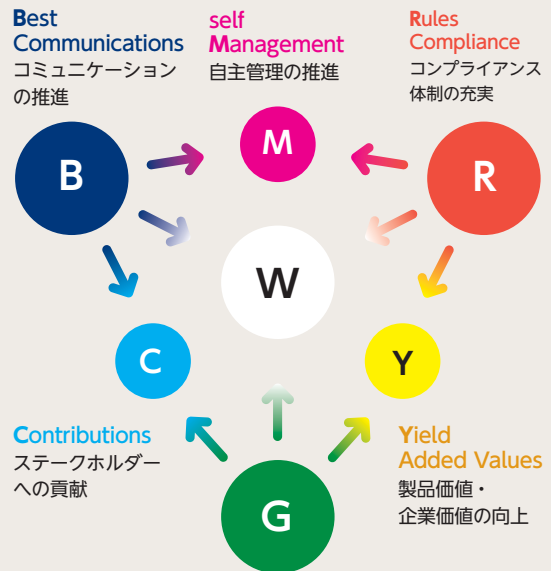 Best
Communications
コミュニケーション
の推進
self
Management
自主管理の推進
Rules
Compliance
コンプライアンス
体制の充実
B
M
R
W
C
Y
Contributions
ステークホルダー
への貢献
Yield
Added Values
製品価値・
企業価値の向上
G